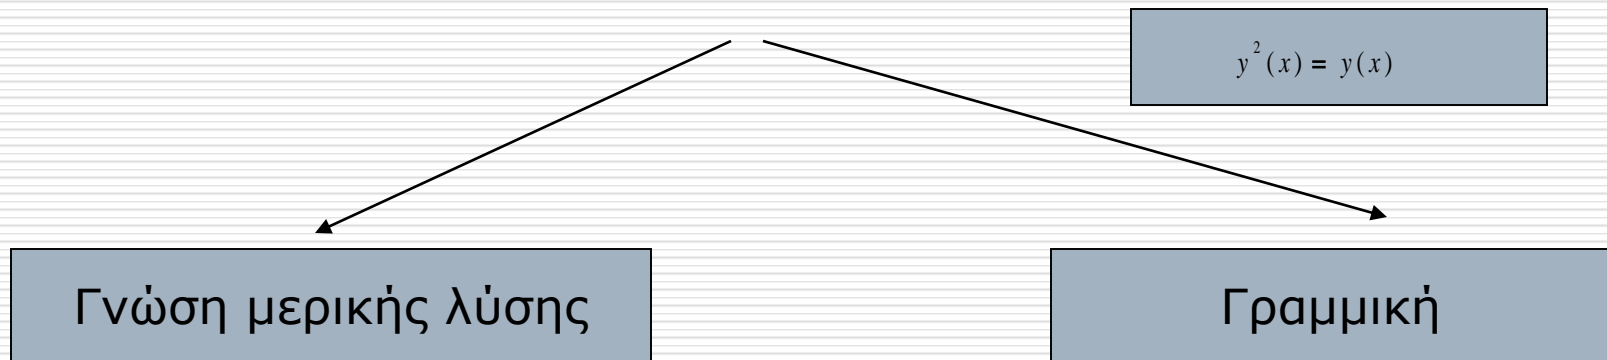 y²(x) = y(x)
Γνώση μερικής λύσης
Γραμμική